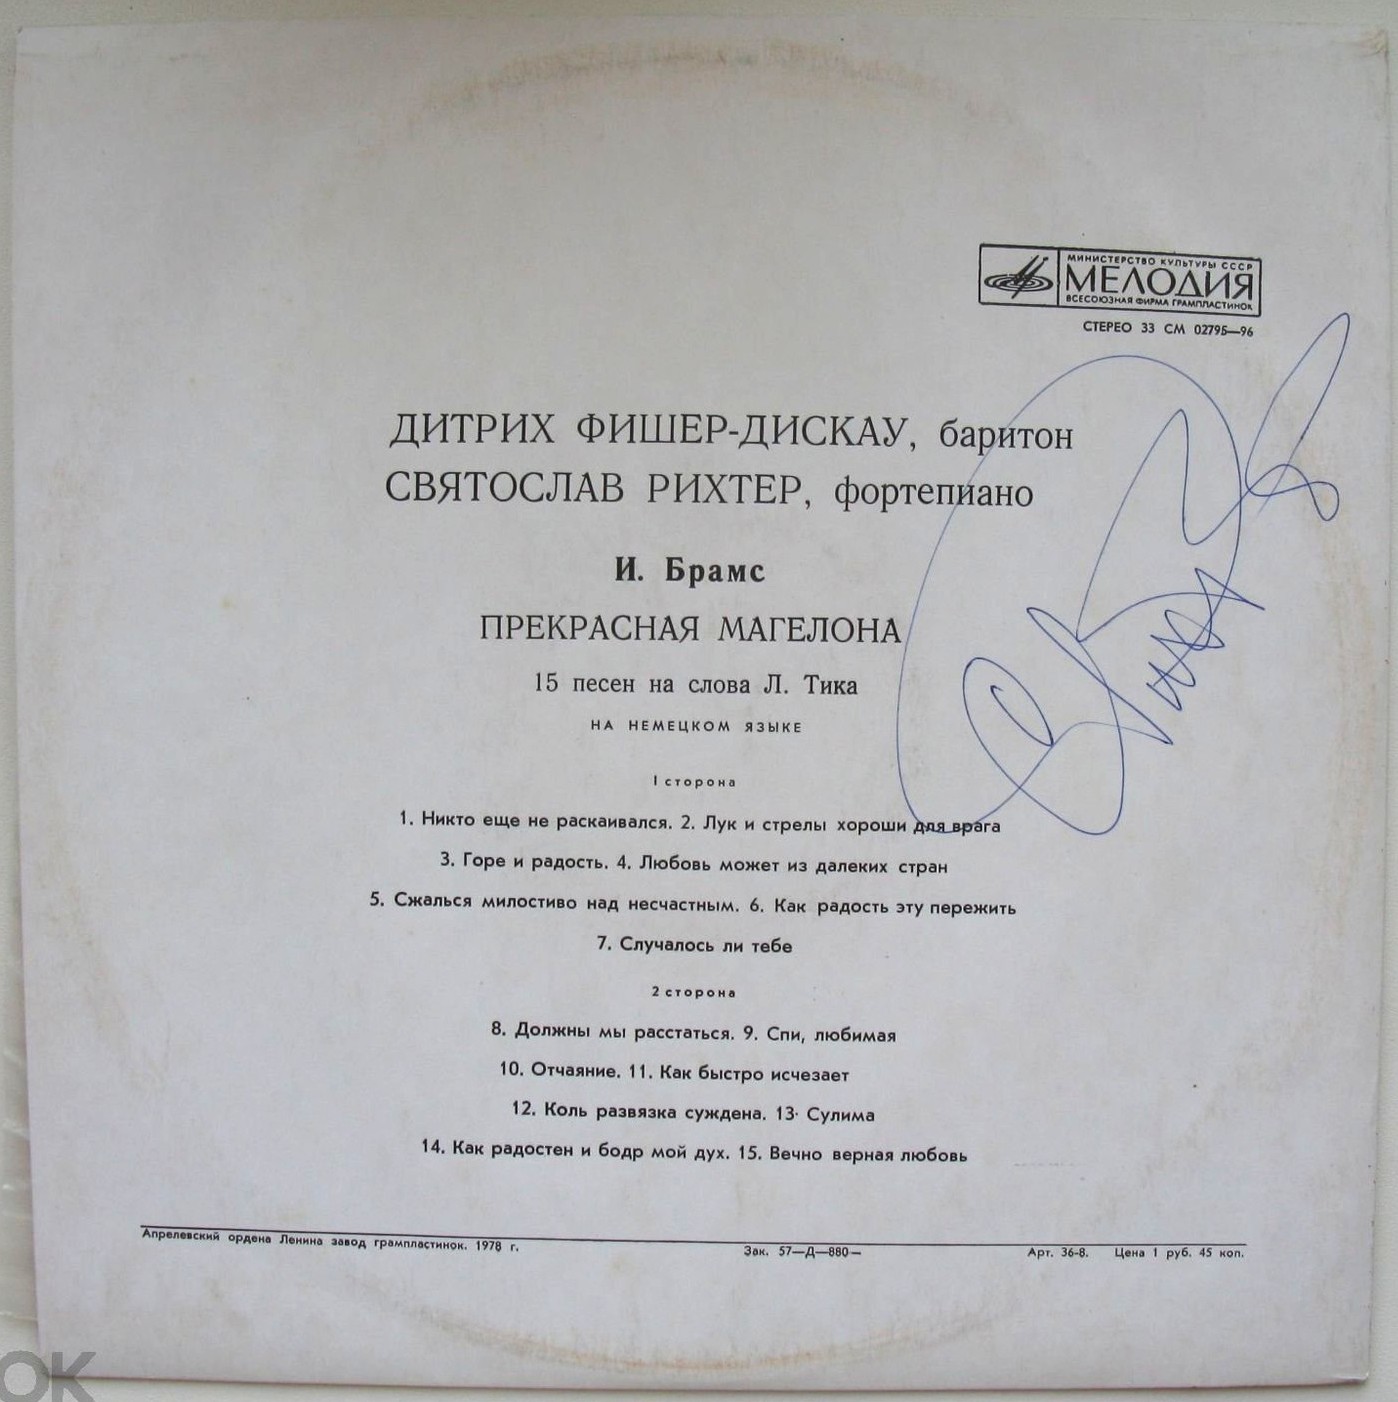 МИНИСТЕРСТВО КУЛЬТУРЫ СССР
МЕЛОДИЯ
ВСЕСОЮЗНАЯ ФИРМА ГРАМПЛАСТИНОК
СТЕРЕО 33 СМ 02795—96
ДИТРИХ ФИШЕР-ДИСКАУ, баритон
СВЯТОСЛАВ РИХТЕР, фортепиано
И. Брамс
ПРЕКРАСНАЯ МАГЕЛОНА
15 песен на слова Л. Тика
НА НЕМЕЦКОМ ЯЗЫКЕ
1 сторона
1. Никто еще не раскаивался. 2. Лук и стрелы хороши для врага
3. Горе и радость. 4. Любовь может из далеких стран
5. Сжалься милостиво над несчастным. 6. Как радость эту пережить
7. Случалось ли тебе
2 сторона
8. Должны мы расстаться. 9. Спи, любимая
10. Отчаяние. 11. Как быстро исчезает
12. Коль развязка суждена. 13· Сулима
14. Как радостен и бодр мой дух. 15. Вечно верная любовь
Апрелевский ордена Ленина завод грампластинок. 1978 г. Зак. 57—Д—880— Арт. 36-8. Цена 1 руб. 45 коп.
ОК